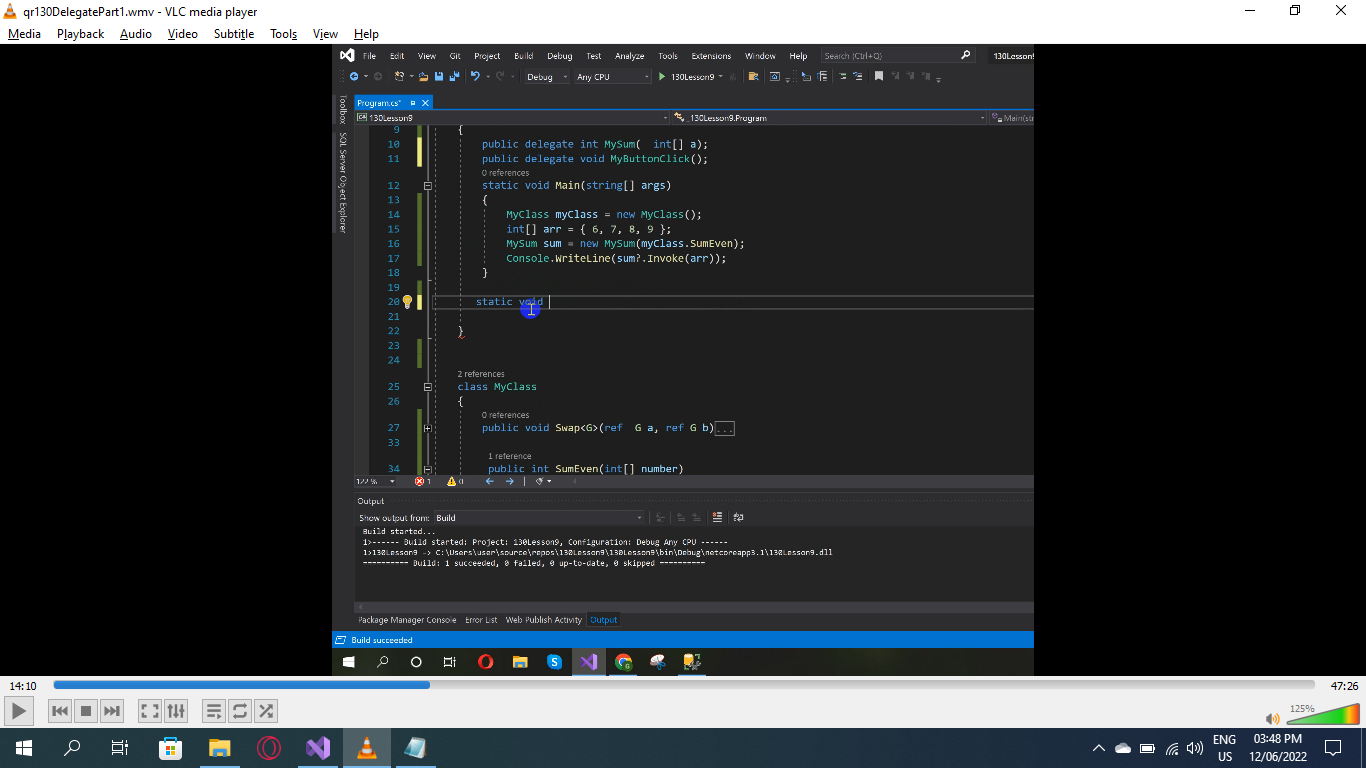 qr130DelegatePart1.wmv - VLC media player
Media Playback Audio Video Subtitle Tools View Help
File Edit View Git Project Build Debug Test Analyze Tools Extensions Window Help Search (Ctrl+Q) 130Lesson9
Debug Any CPU 130Lesson9
Toolbox
SQL Server Object Explorer
Program.cs*
130Lesson9 _130Lesson9.Program Main(str
9 {
10 public delegate int MySum(  int[] a);
11 public delegate void MyButtonClick();
0 references
12 static void Main(string[] args)
13 {
14 MyClass myClass = new MyClass();
15 int[] arr = { 6, 7, 8, 9 };
16 MySum sum = new MySum(myClass.SumEven);
17 Console.WriteLine(sum?.Invoke(arr));
18 }
19
20 static void
21
22 }
23
24
2 references
25 class MyClass
26 {
0 references
27 public void Swap<G>(ref  G a, ref G b)...
33
1 reference
34 public int SumEven(int[] number)
122 % 1 0
Output
Show output from: Build
Build started...
1>------ Build started: Project: 130Lesson9, Configuration: Debug Any CPU ------
1>130Lesson9 -> C:\Users\user\source\repos\130Lesson9\130Lesson9\bin\Debug\netcoreapp3.1\130Lesson9.dll
========== Build: 1 succeeded, 0 failed, 0 up-to-date, 0 skipped ==========
Package Manager Console Error List Web Publish Activity Output
Build succeeded
14:10 47:26
125%
ENG
US
03:48 PM
12/06/2022